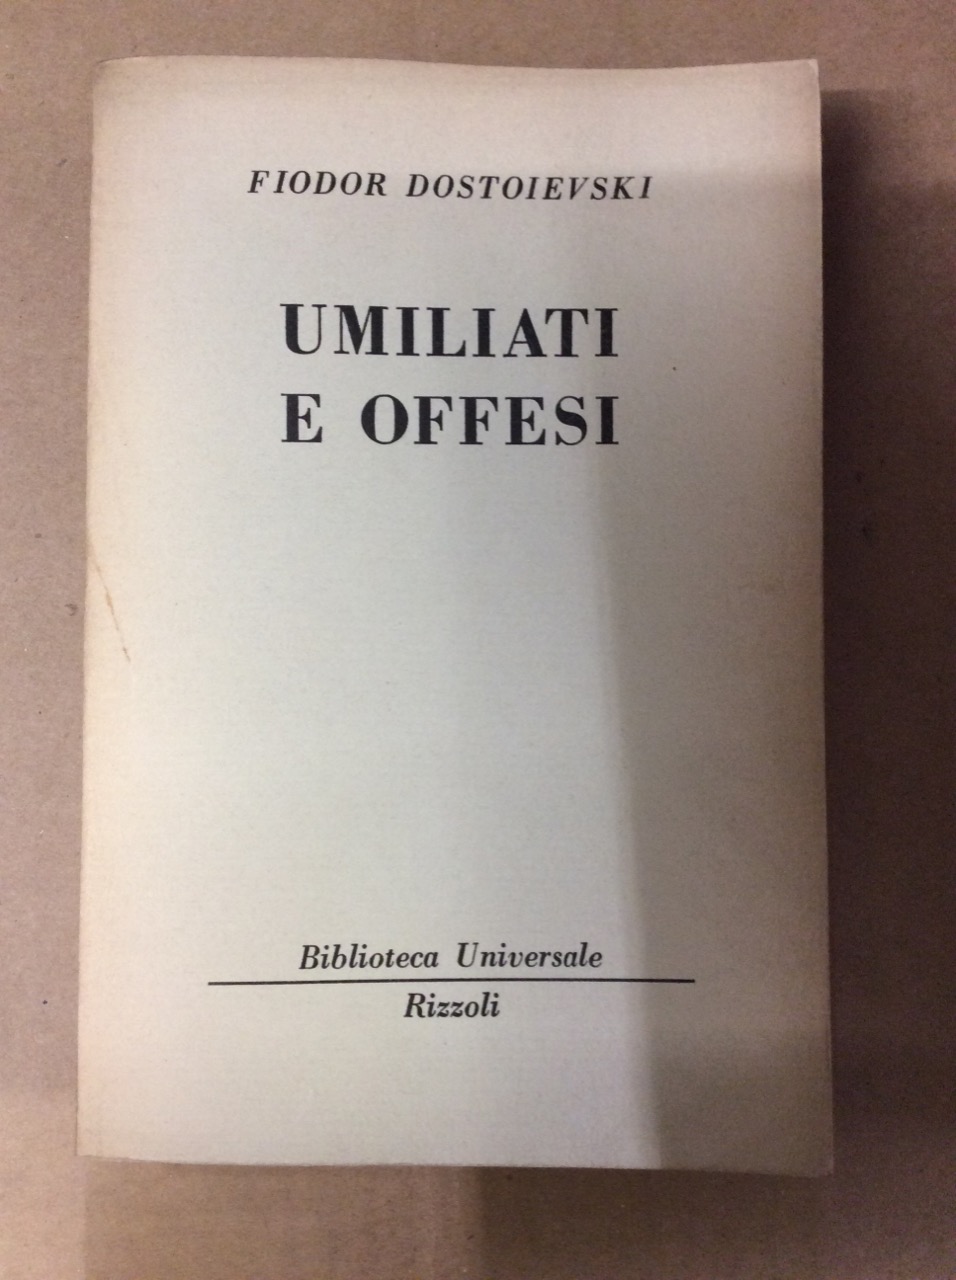 FIODOR DOSTOIEVSKI
UMILIATI
E OFFESI
Biblioteca Universale
Rizzoli